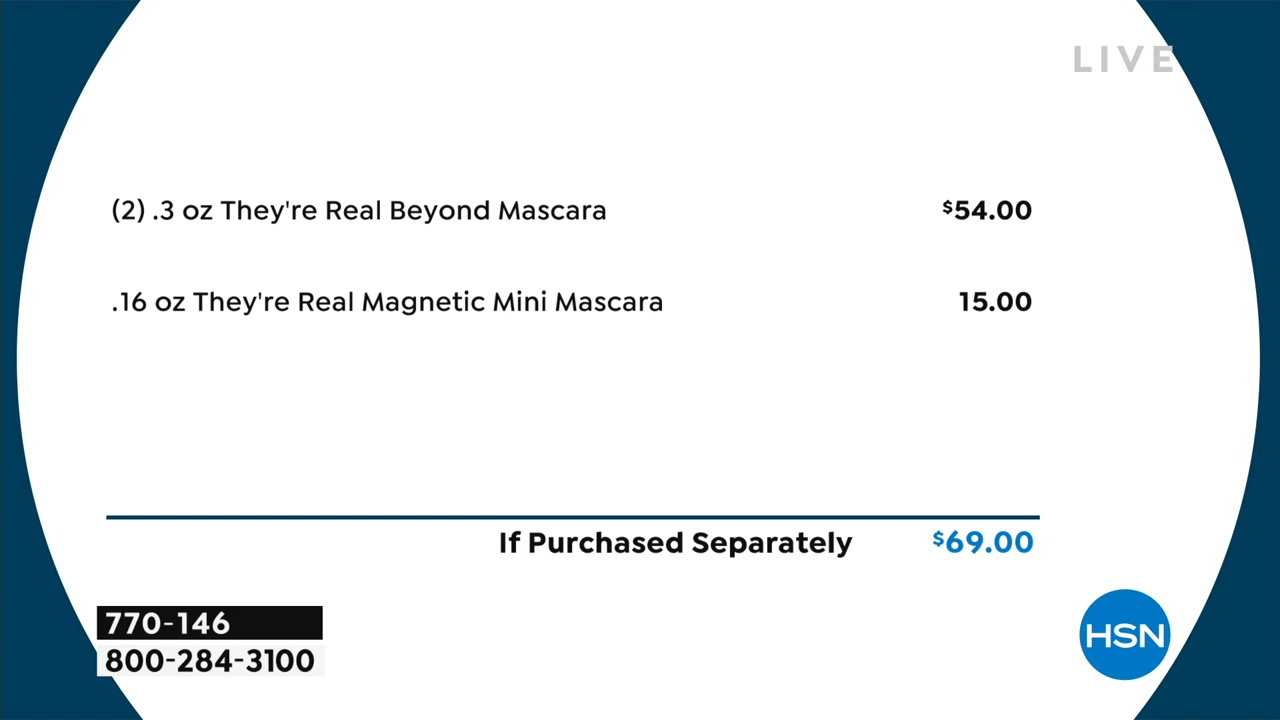 LIVE
(2) .3 oz They're Real Beyond Mascara $54.00
.16 oz They're Real Magnetic Mini Mascara 15.00
If Purchased Separately $69.00
770-146
800-284-3100
HSN